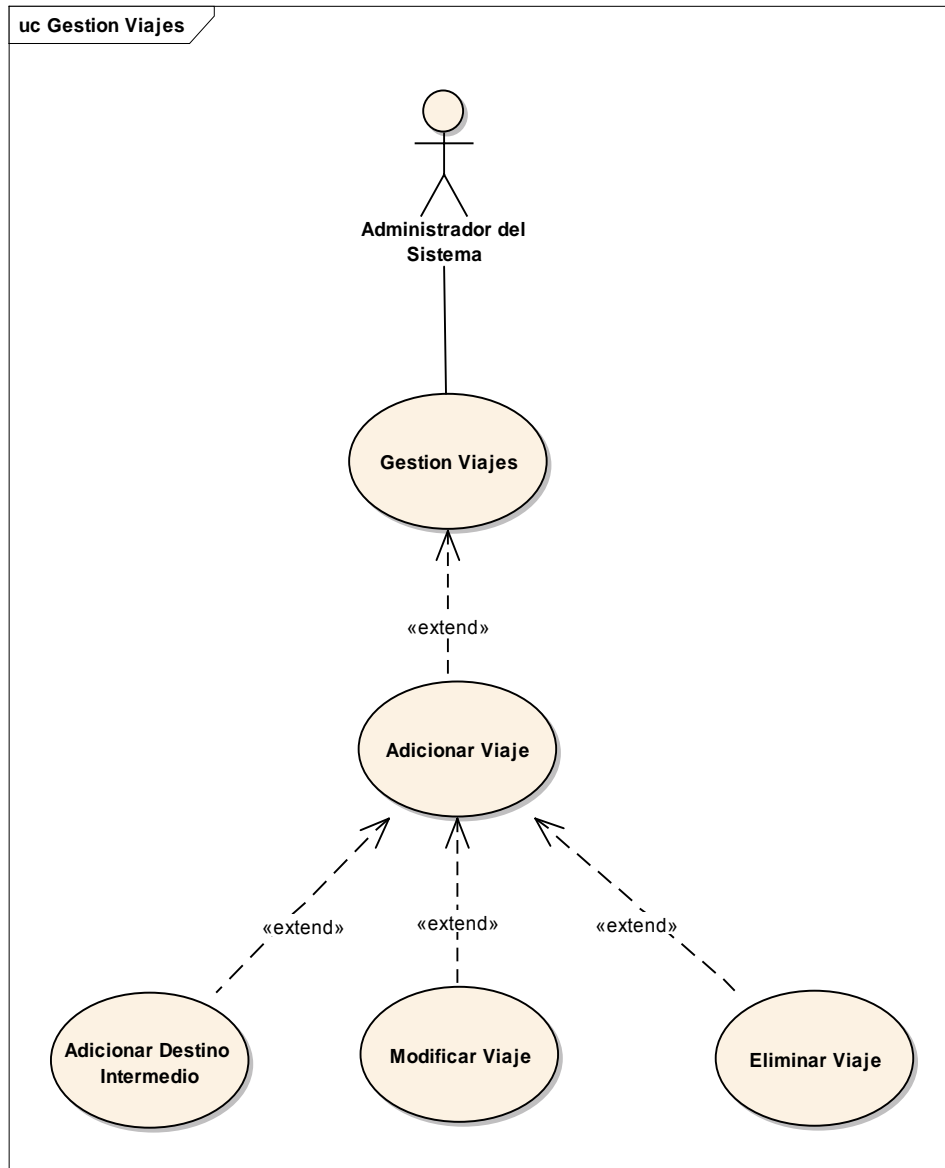 uc Gestion Viajes
Administrador del
Sistema
Gestion Viajes
«extend»
Adicionar Viaje
«extend»
«extend»
«extend»
Adicionar Destino
Intermedio
Modificar Viaje
Eliminar Viaje